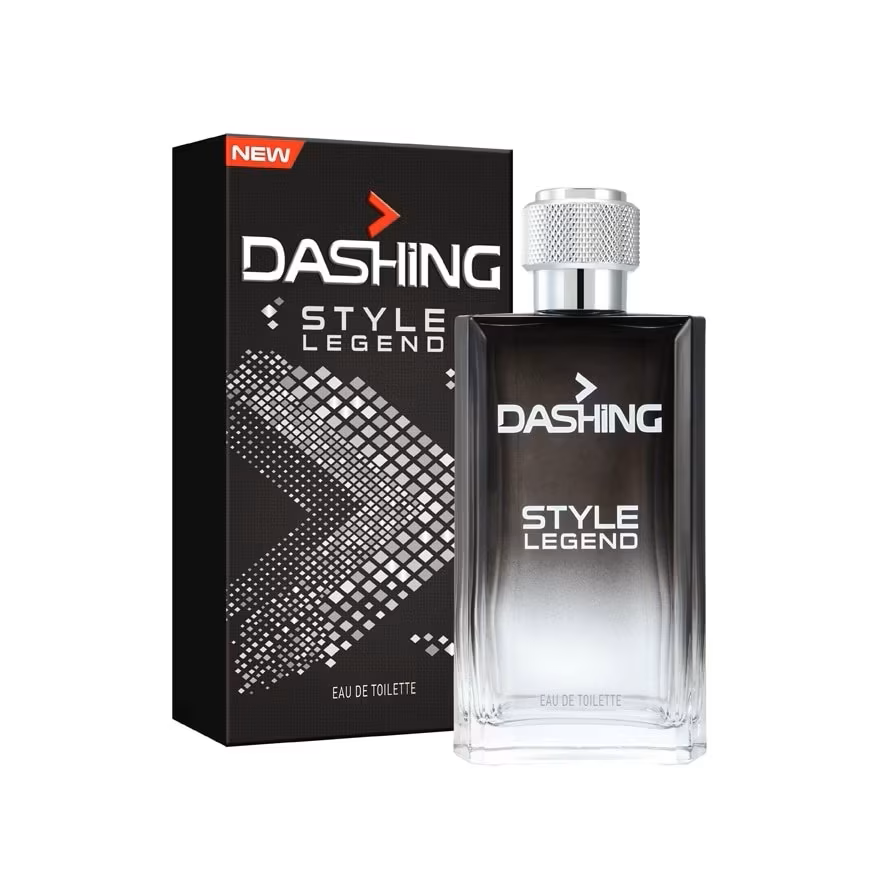 NEW
DASHiNG
STYLE
LEGEND
EAU DE TOILETTE
DASHiNG
STYLE
LEGEND
EAU DE TOILETTE